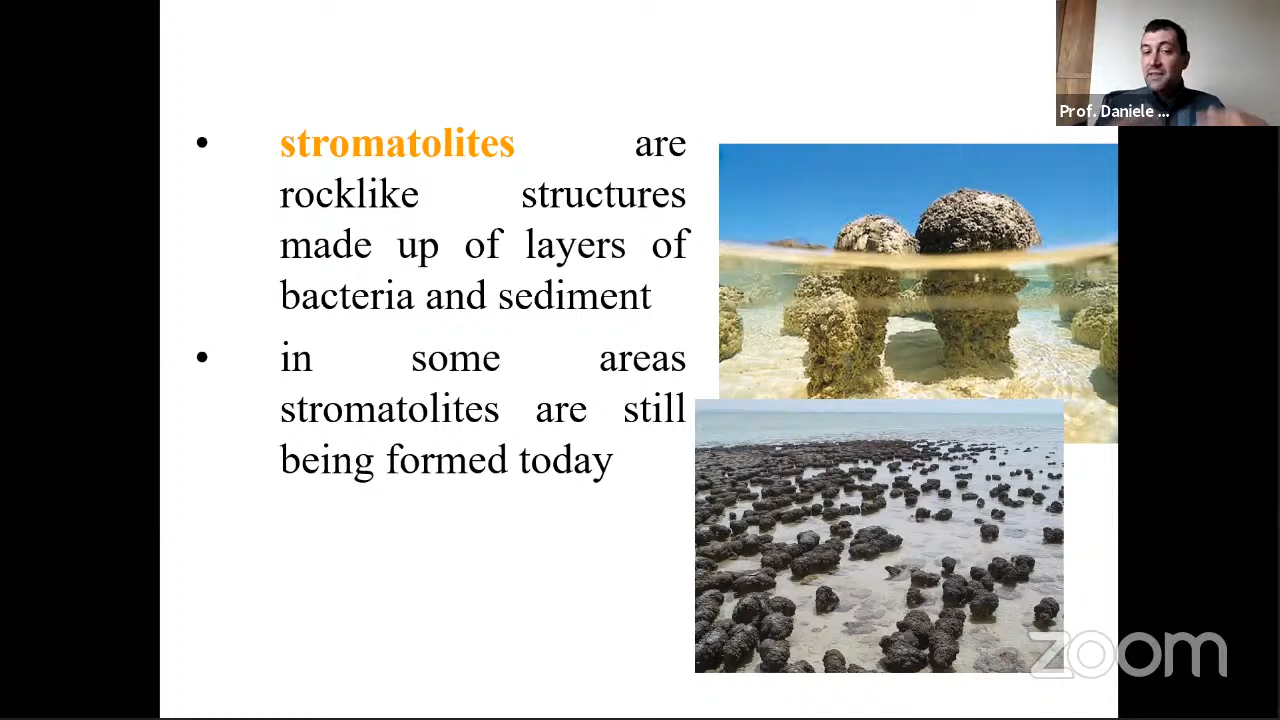 Prof. Daniele ...
• stromatolites are
rocklike structures
made up of layers of
bacteria and sediment
• in some areas
stromatolites are still
being formed today
zoom